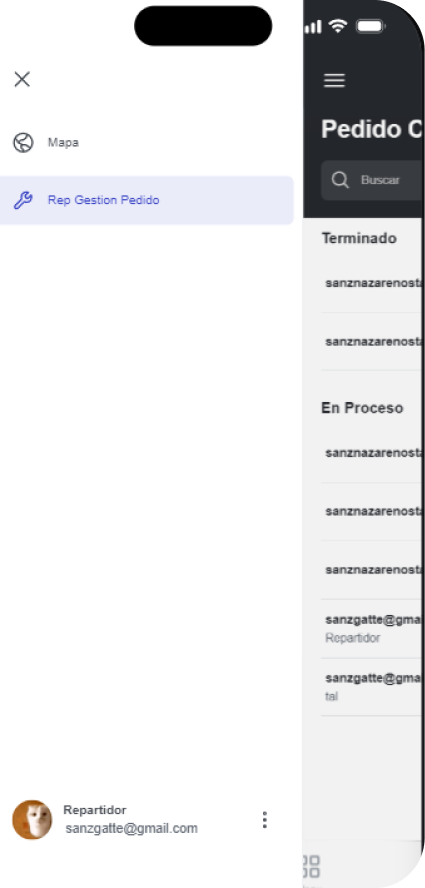 Mapa
Rep Gestion Pedido
Repartidor
sanzgatte@gmail.com
Pedido C
Buscar
Terminado
sanznazarenosta
sanznazarenosta
En Proceso
sanznazarenosta
sanznazarenosta
sanznazarenosta
sanzgatte@gma
Repartidor
sanzgatte@gma
tal